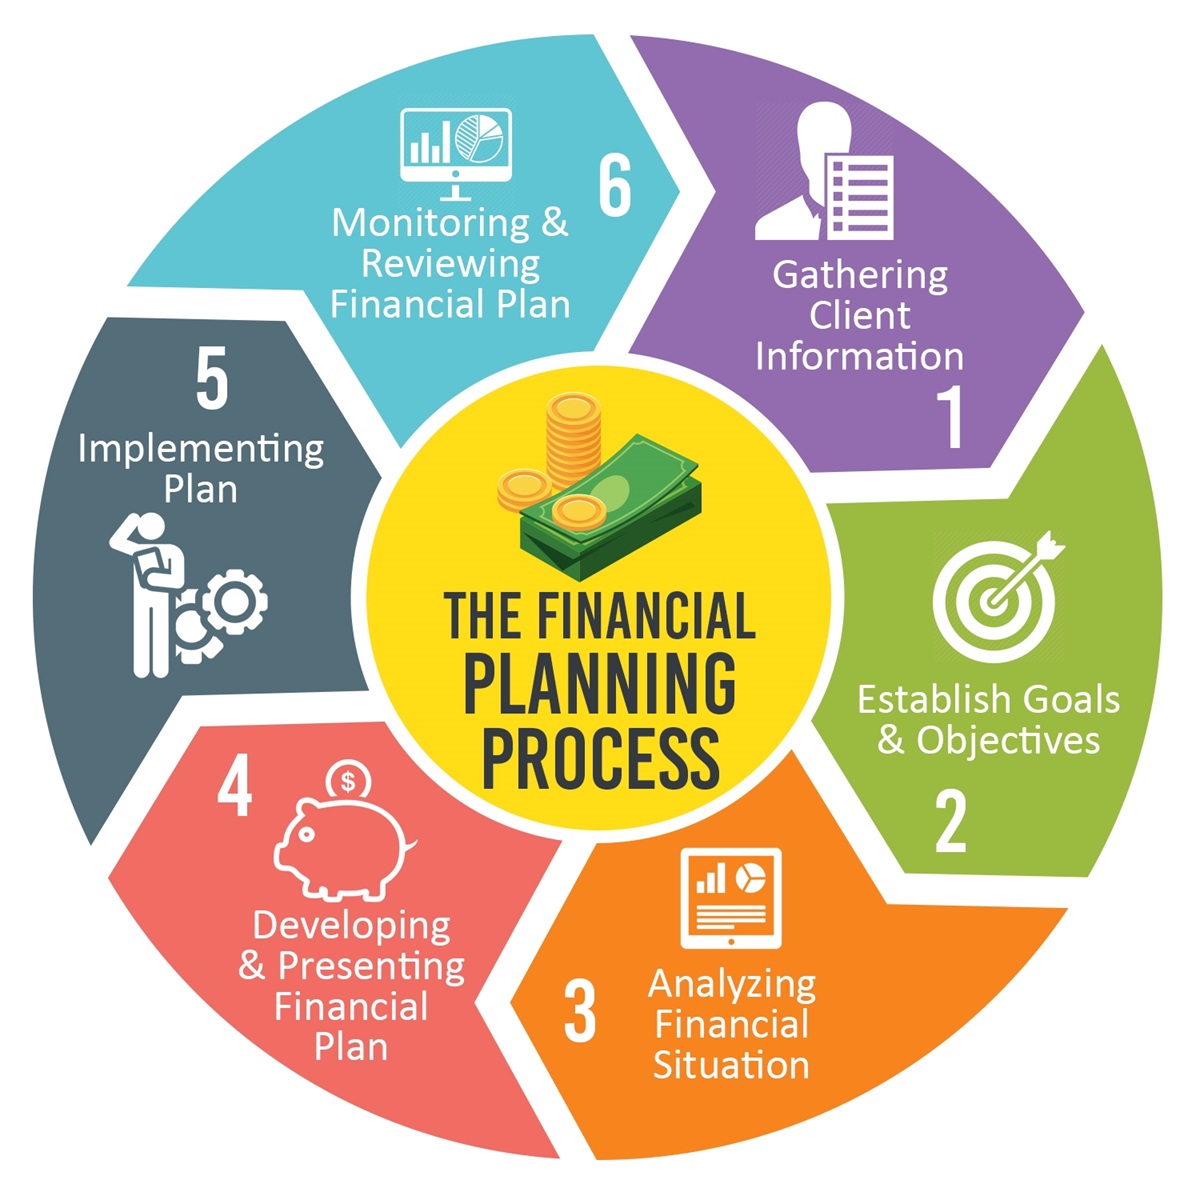 THE FINANCIAL
PLANNING
PROCESS
Gathering
Client
Information
1
Establish Goals
& Objectives
2
Analyzing
Financial
Situation
3
4
$
Developing
& Presenting
Financial
Plan
5
Implementing
Plan
6
Monitoring &
Reviewing
Financial Plan